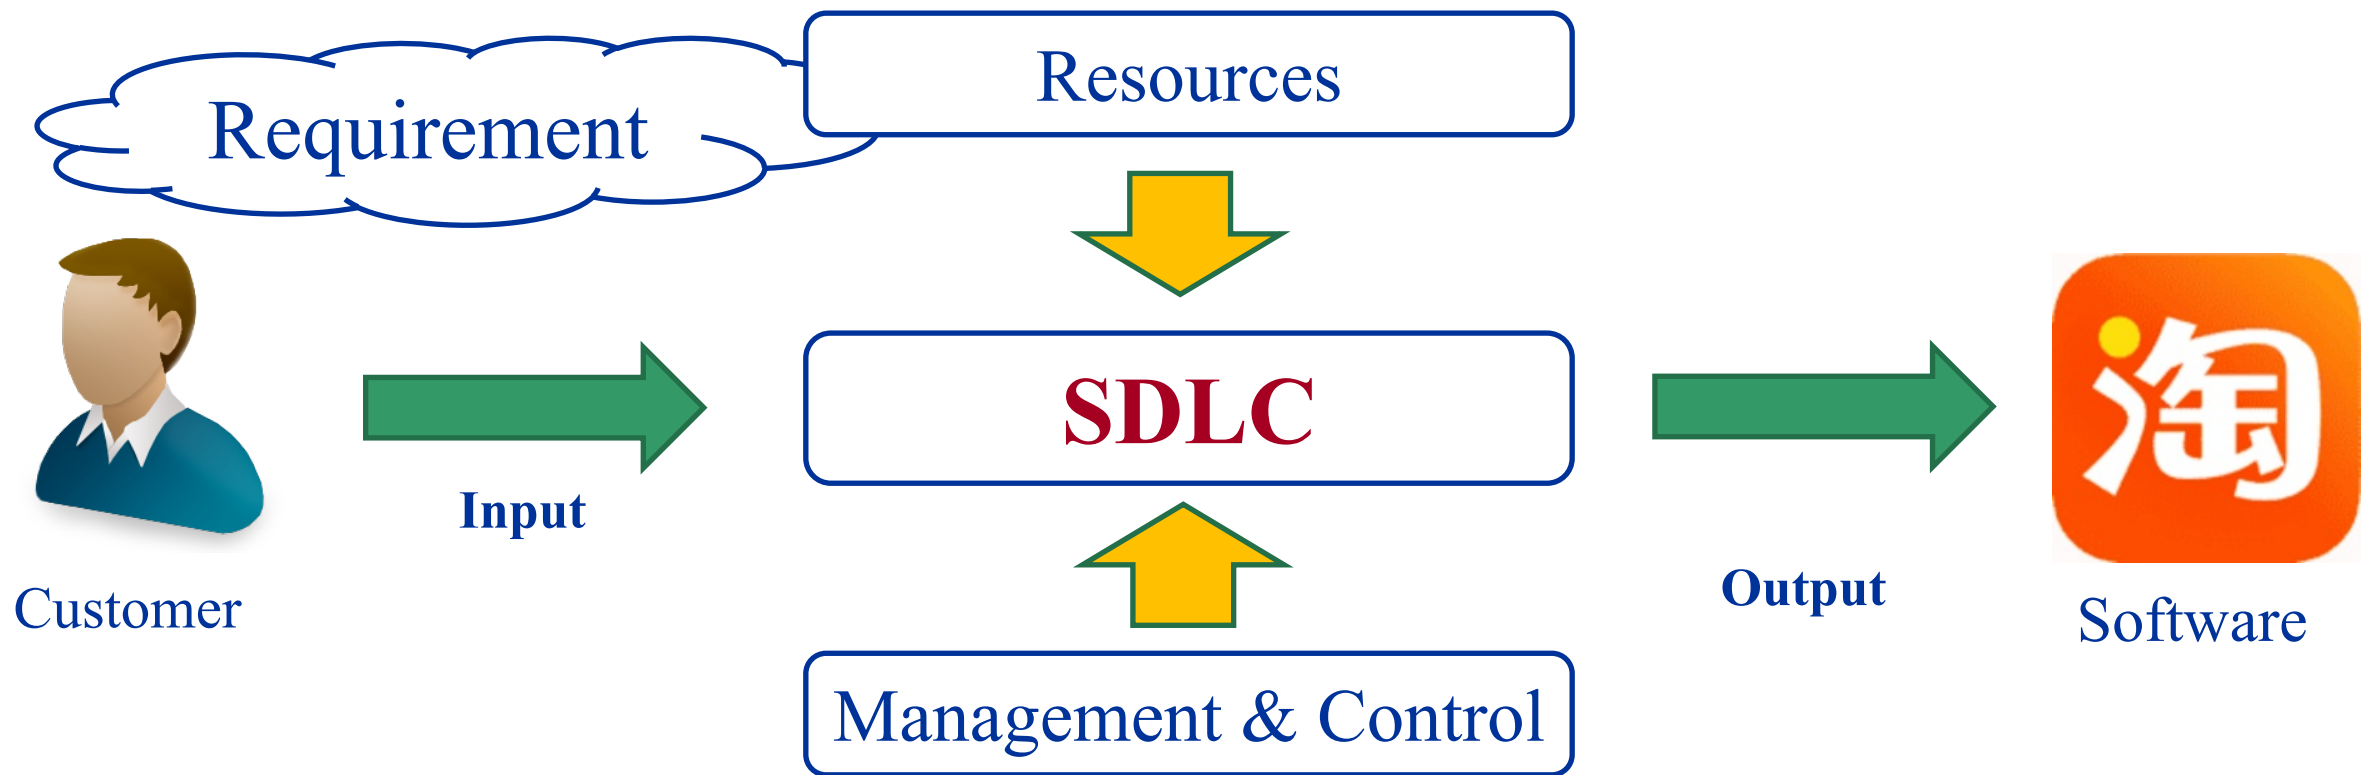 Resources
Requirement
SDLC
淘
Input
Output
Customer
Software
Management & Control